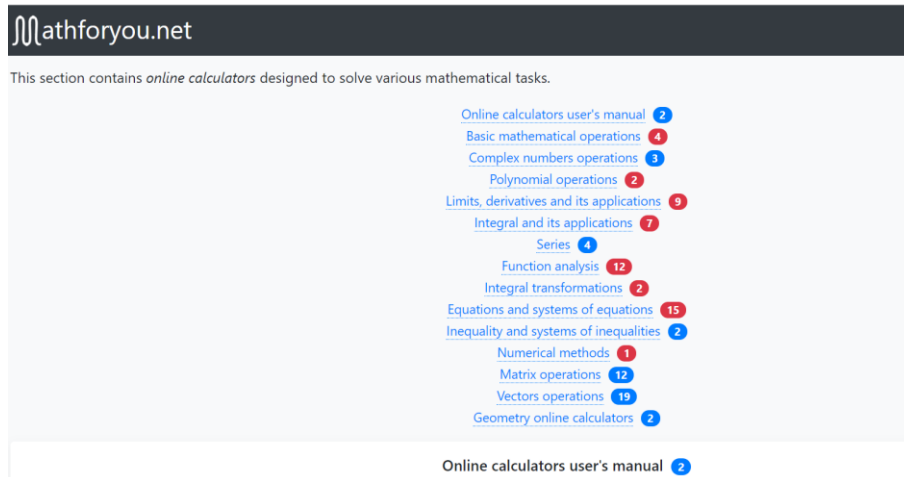 Mathforyou.net
This section contains online calculators designed to solve various mathematical tasks.
Online calculators user's manual 2
Basic mathematical operations 4
Complex numbers operations 3
Polynomial operations 2
Limits, derivatives and its applications 9
Integral and its applications 7
Series 4
Function analysis 12
Integral transformations 2
Equations and systems of equations 15
Inequality and systems of inequalities 2
Numerical methods 1
Matrix operations 12
Vectors operations 19
Geometry online calculators 2
Online calculators user's manual 2